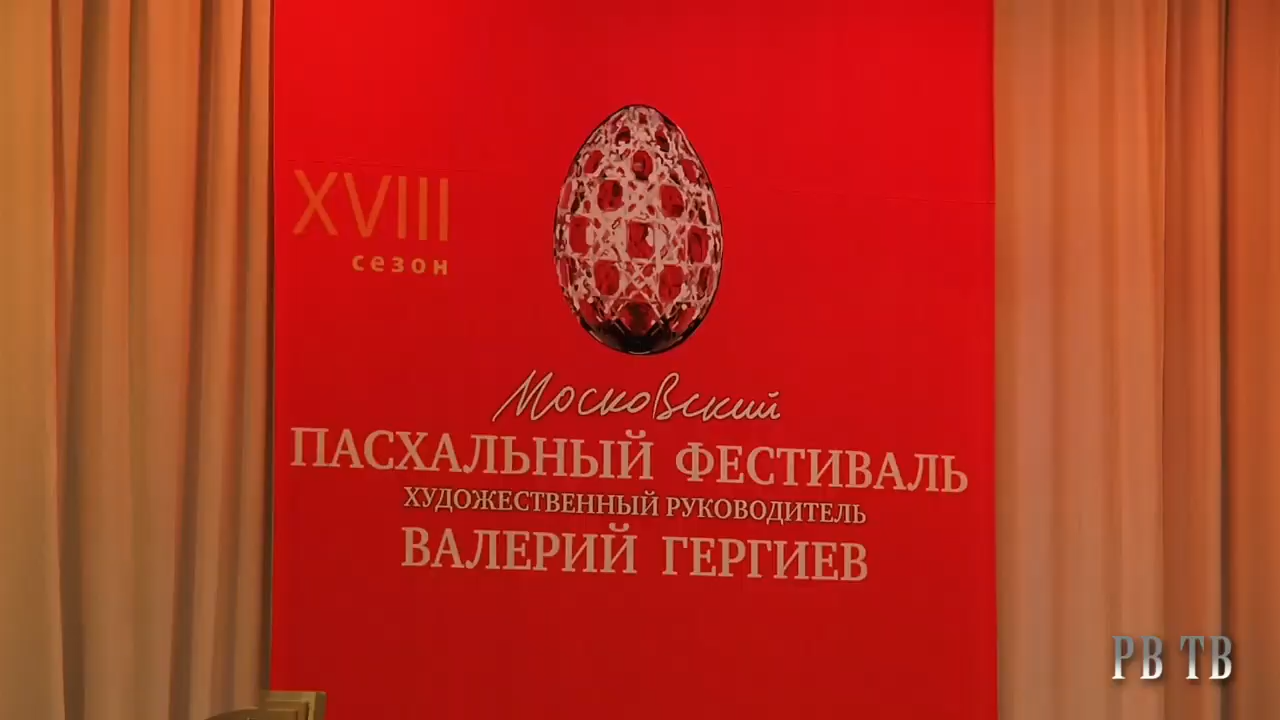 XVIII
сезон
Московский
ПАСХАЛЬНЫЙ ФЕСТИВАЛЬ
ХУДОЖЕСТВЕННЫЙ РУКОВОДИТЕЛЬ
ВАЛЕРИЙ ГЕРГИЕВ
РВ ТВ